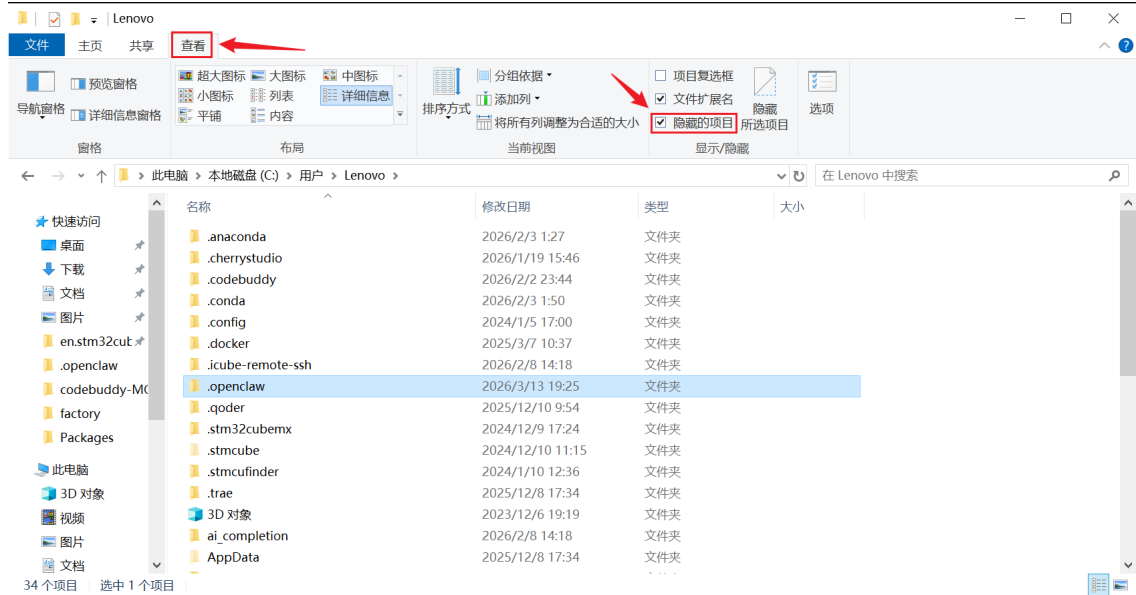 Lenovo
文件 主页 共享 查看
导航窗格 预览窗格 详细信息窗格
窗格
超大图标 大图标 中图标
小图标 列表 详细信息
平铺 内容
布局
排序方式 分组依据
添加列
将所有列调整为合适的大小
当前视图
项目复选框
文件扩展名
隐藏的项目
隐藏
所选项目
显示/隐藏
选项
此电脑 > 本地磁盘 (C:) > 用户 > Lenovo >
在 Lenovo 中搜索
快速访问
桌面
下载
文档
图片
en.stm32cub
.openclaw
codebuddy-MC
factory
Packages
此电脑
3D 对象
视频
图片
文档
名称 修改日期 类型 大小
.anaconda 2026/2/3 1:27 文件夹
.cherrystudio 2026/1/19 15:46 文件夹
.codebuddy 2026/2/2 23:44 文件夹
.conda 2026/2/3 1:50 文件夹
.config 2024/1/5 17:00 文件夹
.docker 2025/3/7 10:37 文件夹
.icube-remote-ssh 2026/2/8 14:18 文件夹
.openclaw 2026/3/13 19:25 文件夹
.qoder 2025/12/10 9:54 文件夹
.stm32cubemx 2024/12/9 17:24 文件夹
.stmcube 2024/12/10 11:15 文件夹
.stmcufinder 2024/1/10 12:36 文件夹
.trae 2025/12/8 17:34 文件夹
3D 对象 2023/12/6 19:19 文件夹
ai_completion 2026/2/8 14:18 文件夹
AppData 2025/12/8 17:34 文件夹
34 个项目 选中 1 个项目